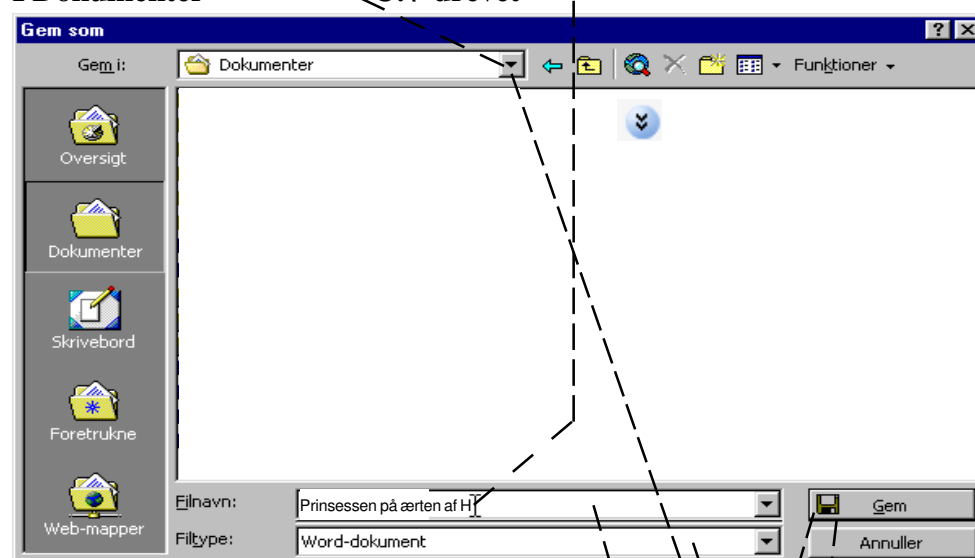 Gem som
Gem i: Dokumenter Funktioner
Oversigt
Dokumenter
Skrivebord
Foretrukne
Web-mapper
Filnavn: Prinsessen på ærten af H Gem
Filtype: Word-dokument Annuller